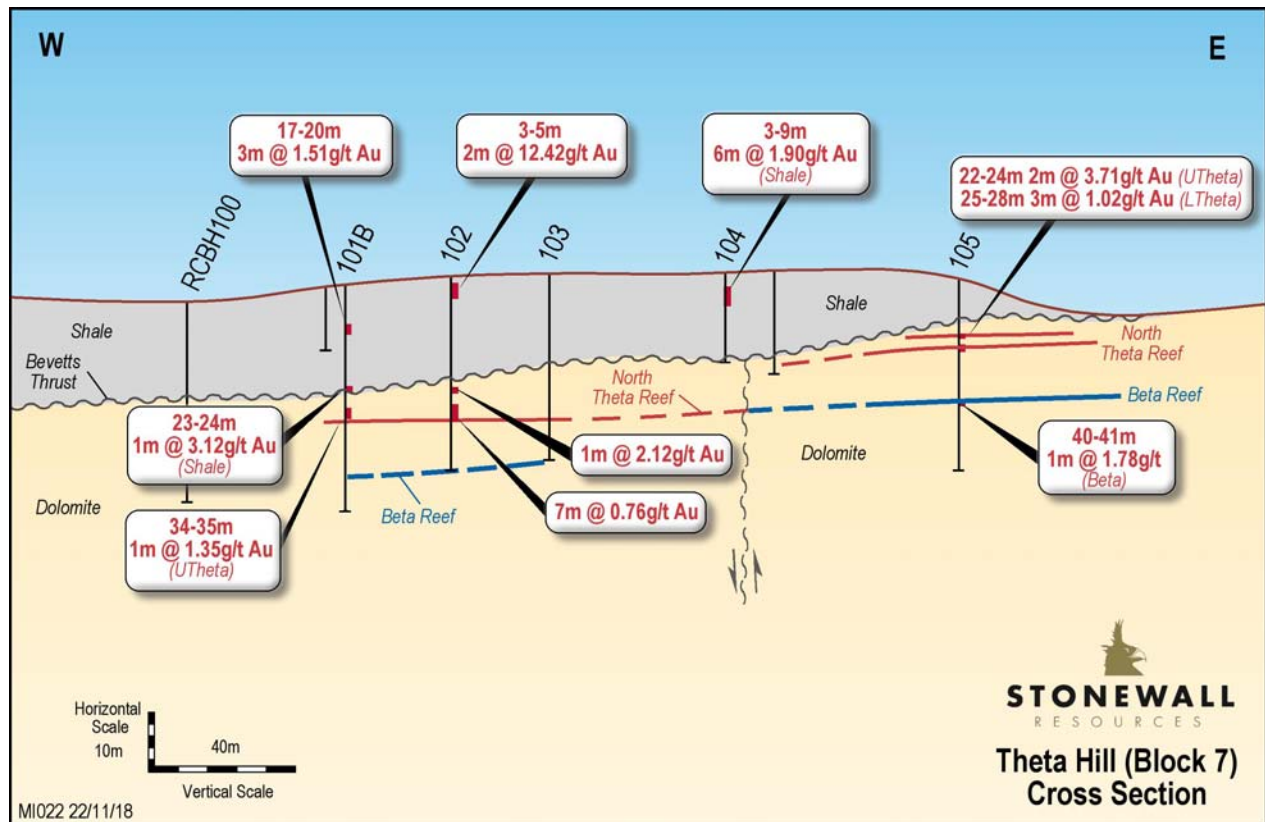 W
E
17-20m
3m @ 1.51g/t Au
3-5m
2m @ 12.42g/t Au
3-9m
6m @ 1.90g/t Au
(Shale)
22-24m 2m @ 3.71g/t Au (UTheta)
25-28m 3m @ 1.02g/t Au (LTheta)
RCBH100
101B
102
103
104
105
Shale
Shale
Bevetts
Thrust
North
Theta Reef
North
Theta Reef
Beta Reef
23-24m
1m @ 3.12g/t Au
(Shale)
1m @ 2.12g/t Au
Dolomite
40-41m
1m @ 1.78g/t
(Beta)
Dolomite
34-35m
1m @ 1.35g/t Au
(UTheta)
Beta Reef
7m @ 0.76g/t Au
Horizontal
Scale
10m
40m
Vertical Scale
STONEWALL
RESOURCES
Theta Hill (Block 7)
Cross Section
MI022 22/11/18